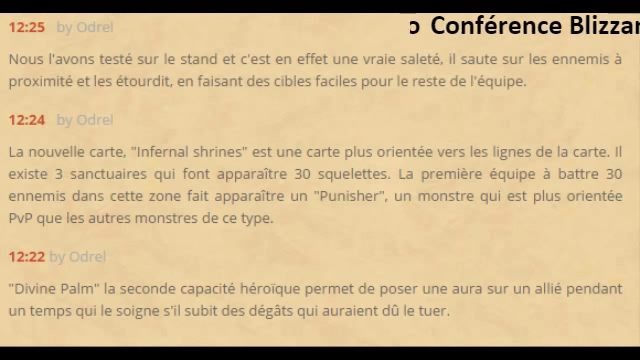 o Conférence Blizzar
12:25 by Odrel
Nous l'avons testé sur le stand et c'est en effet une vraie saleté, il saute sur les ennemis à
proximité et les étourdit, en faisant des cibles faciles pour le reste de l'équipe.
12:24 by Odrel
La nouvelle carte, "Infernal shrines" est une carte plus orientée vers les lignes de la carte. Il
existe 3 sanctuaires qui font apparaître 30 squelettes. La première équipe à battre 30
ennemis dans cette zone fait apparaître un "Punisher", un monstre qui est plus orientée
PvP que les autres monstres de ce type.
12:22 by Odrel
"Divine Palm" la seconde capacité héroïque permet de poser une aura sur un allié pendant
un temps qui le soigne s'il subit des dégâts qui auraient dû le tuer.